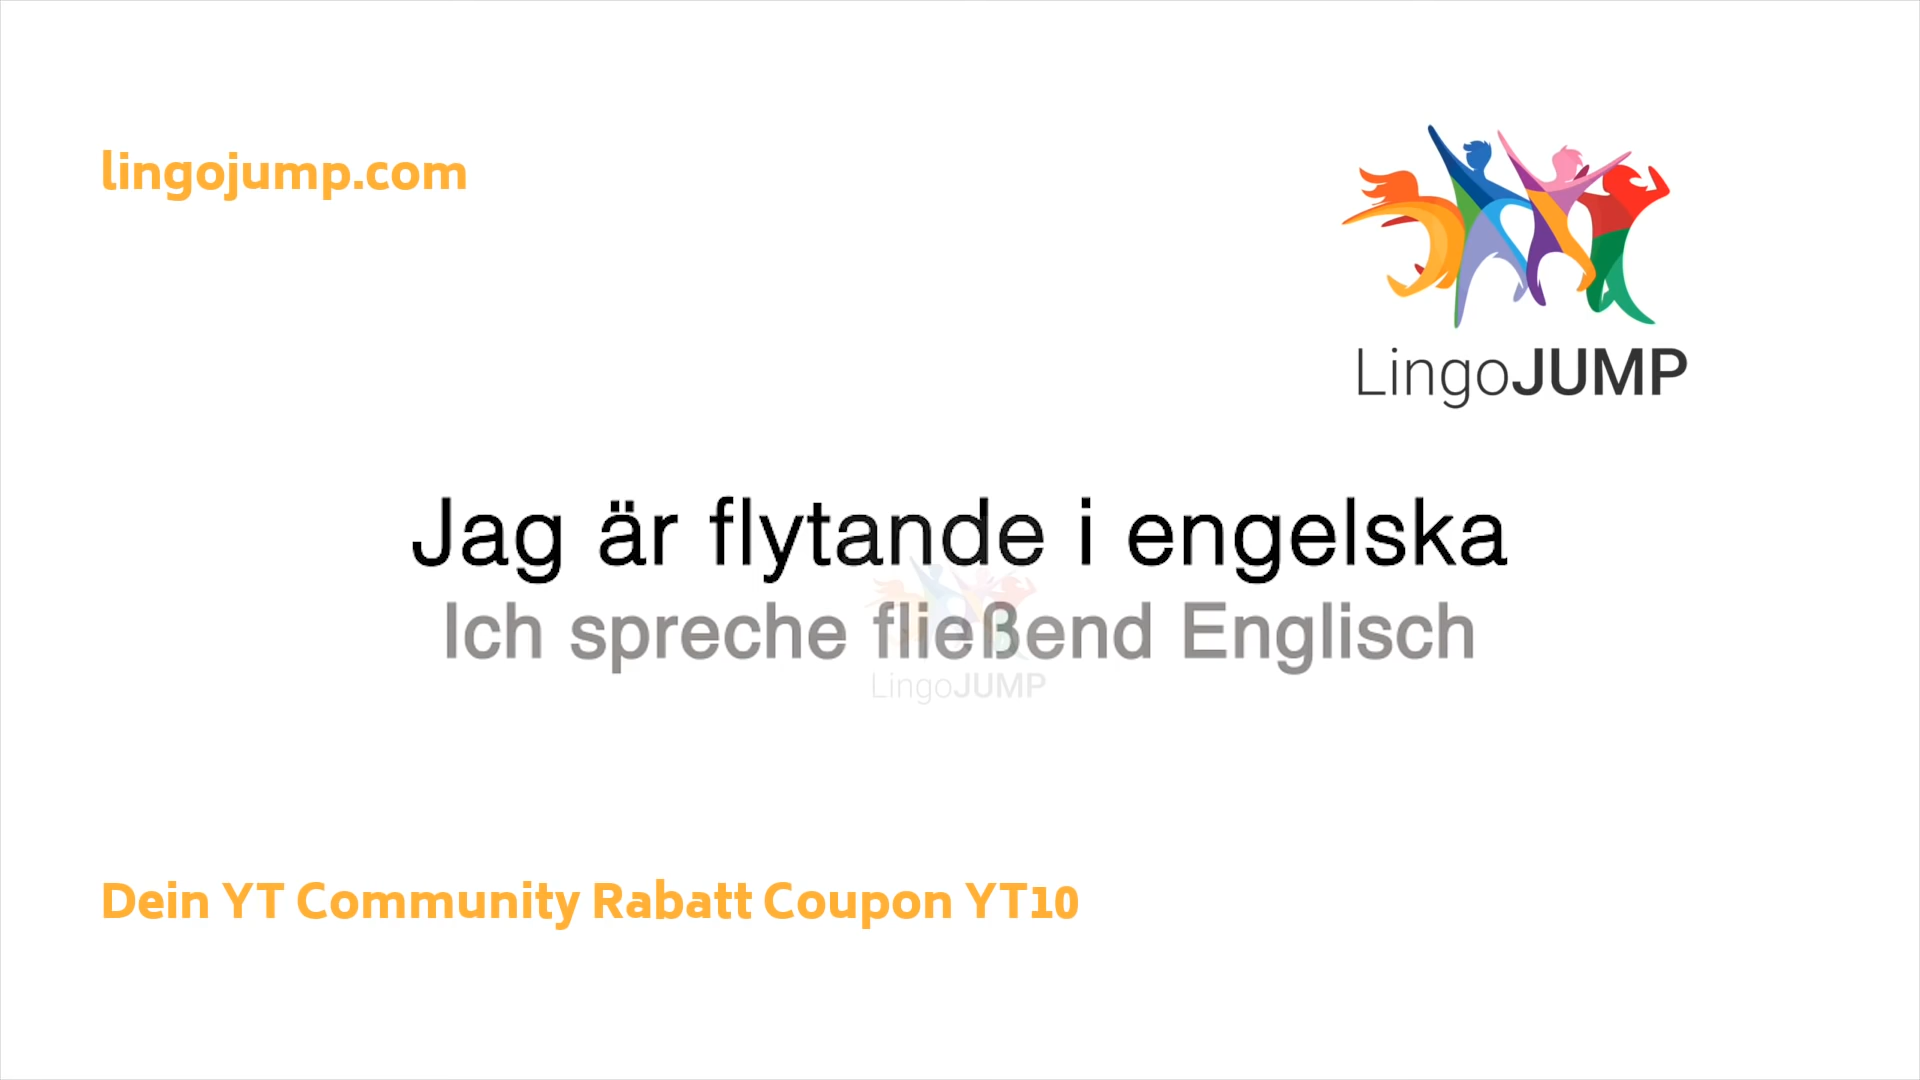 lingojump.com
LingoJUMP
Jag är flytande i engelska
Ich spreche fließend Englisch
LingoJUMP
Dein YT Community Rabatt Coupon YT10